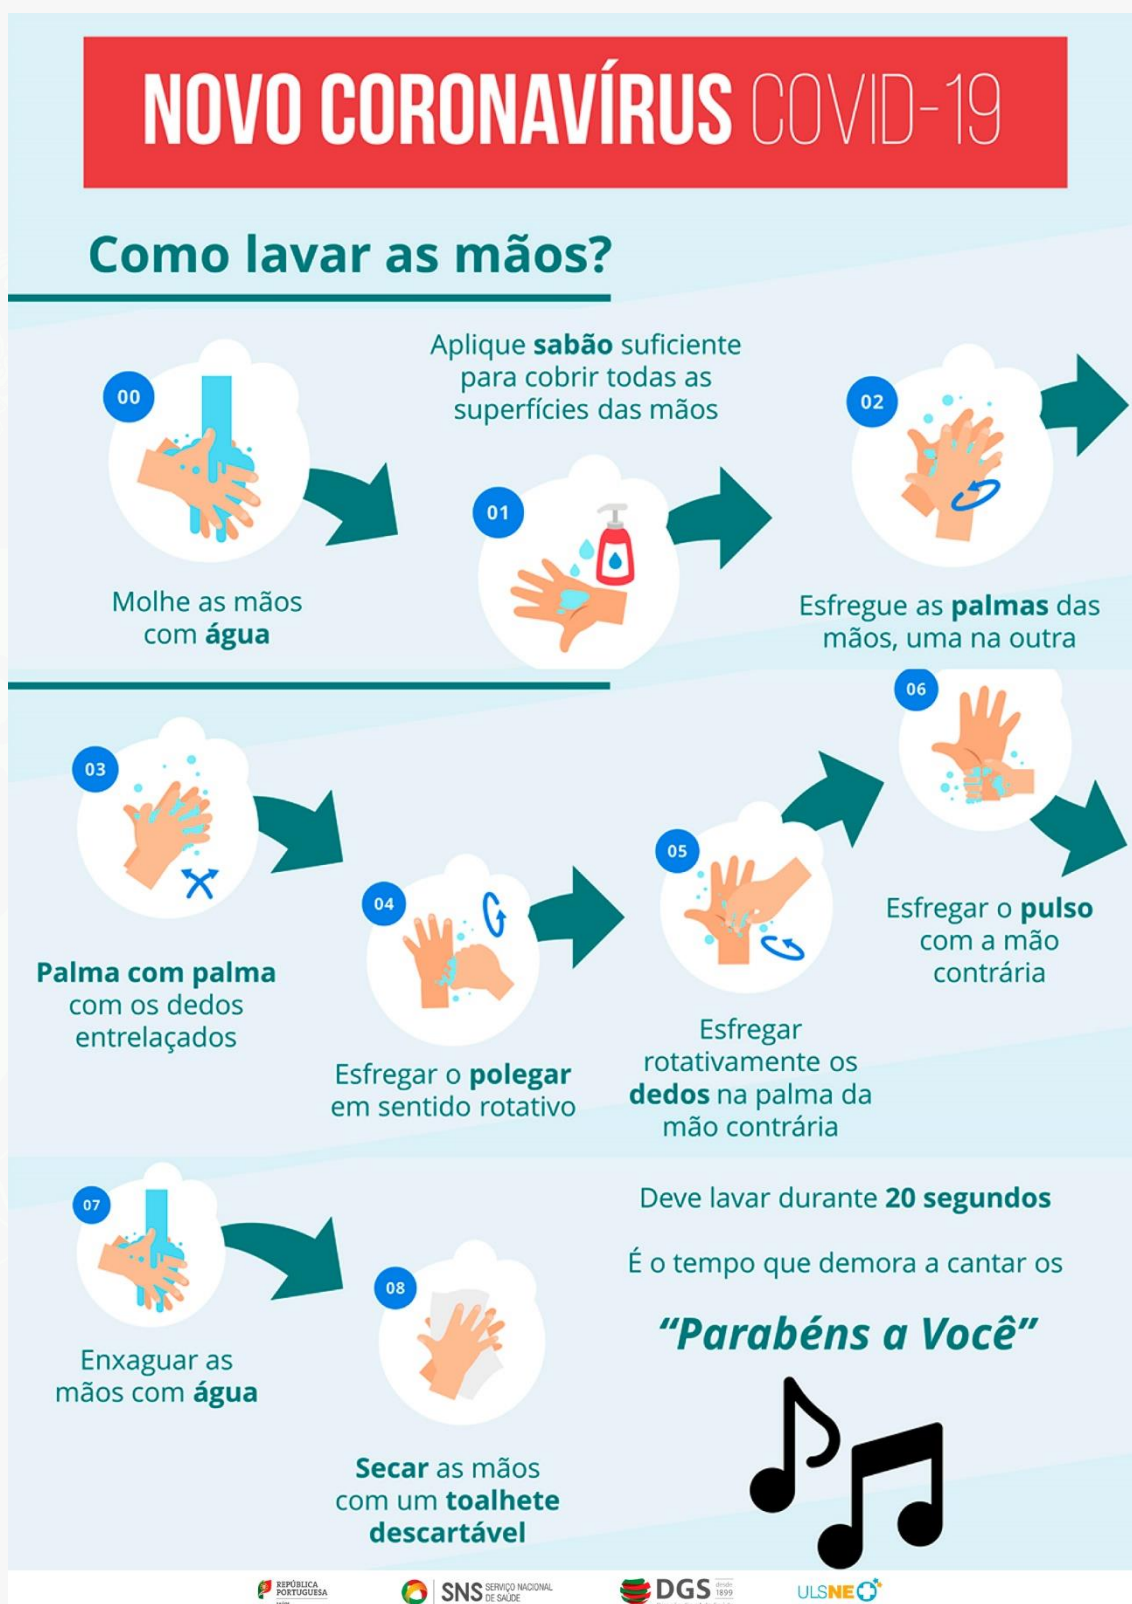 NOVO CORONAVÍRUS COVID-19
Como lavar as mãos?
00
Molhe as mãos
com água
Aplique sabão suficiente
para cobrir todas as
superfícies das mãos
01
02
Esfregue as palmas das
mãos, uma na outra
03
Palma com palma
com os dedos
entrelaçados
04
Esfregar o polegar
em sentido rotativo
05
Esfregar
rotativamente os
dedos na palma da
mão contrária
06
Esfregar o pulso
com a mão
contrária
07
Enxaguar as
mãos com água
08
Secar as mãos
com um toalhete
descartável
Deve lavar durante 20 segundos
É o tempo que demora a cantar os
“Parabéns a Você”
REPÚBLICA
PORTUGUESA
SNS SERVIÇO NACIONAL
DE SAÚDE
DGS desde
1899
ULSNE